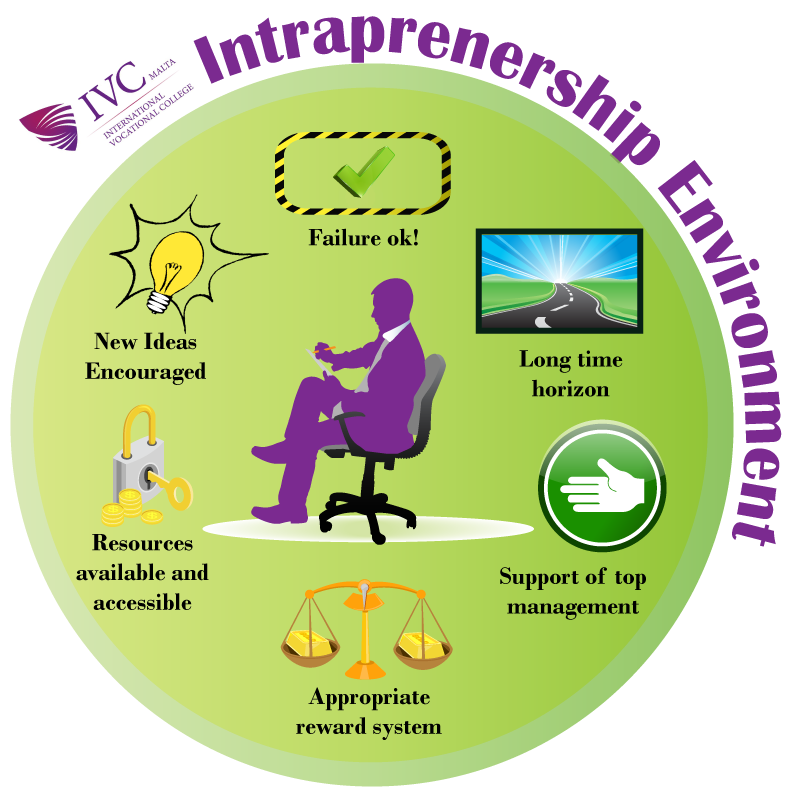 IVC MALTA
INTERNATIONAL
VOCATIONAL COLLEGE
Intraprenership Environment
Failure ok!
New Ideas
Encouraged
Long time
horizon
Resources
available and
accessible
Support of top
management
Appropriate
reward system